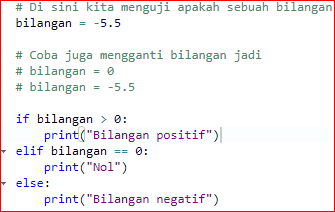 # Di sini kita menguji apakah sebuah bilangan
bilangan = -5.5
# Coba juga mengganti bilangan jadi
# bilangan = 0
# bilangan = -5.5
if bilangan > 0:
print("Bilangan positif")
elif bilangan == 0:
print("Nol")
else:
print("Bilangan negatif")